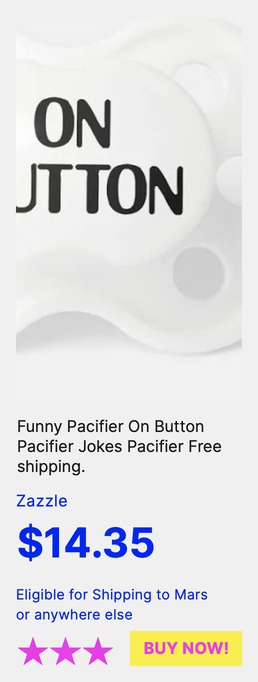 ON
UTTON
Funny Pacifier On Button
Pacifier Jokes Pacifier Free
shipping.
Zazzle
$14.35
Eligible for Shipping to Mars
or anywhere else
BUY NOW!